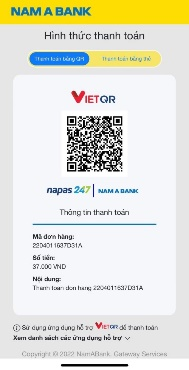 NAM A BANK
Hình thức thanh toán
Thanh toán bằng QR
Thanh toán bằng thẻ
VIETQR
napas 247 | NAM A BANK
Thông tin thanh toán
Mã đơn hàng:
2204011637D31A
Số tiền:
37.000 VND
Nội dung:
Thanh toan don hang 2204011637D31A
Sử dụng ứng dụng hỗ trợ VIETQR để thanh toán
Xem danh sách các ứng dụng hỗ trợ
Copyright © 2022 NamABank. Gateway Services